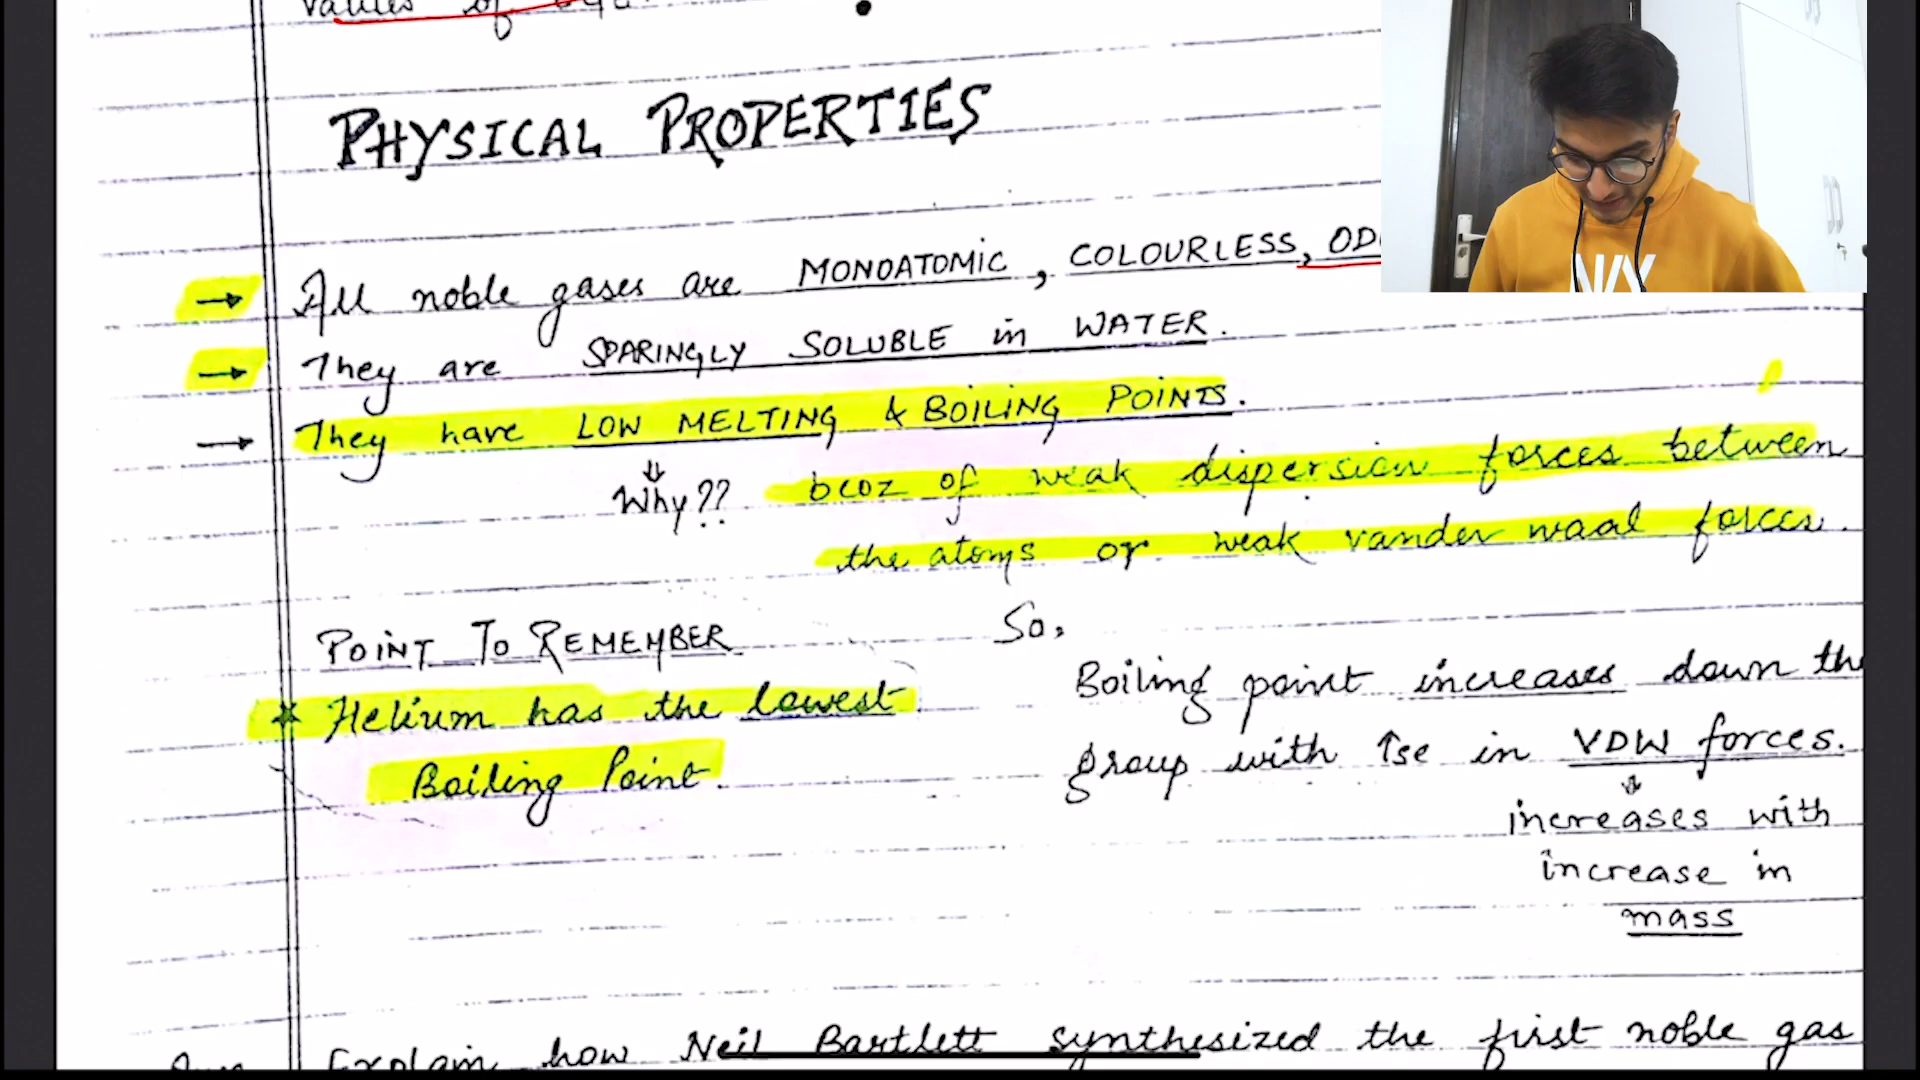 values of
PHYSICAL PROPERTIES
→ All noble gases are MONOATOMIC, COLOURLESS, OD
→ They are SPARINGLY SOLUBLE in WATER.
→ They have LOW MELTING & BOILING POINTS.
⇓
Why?? bcoz of weak dispersion forces between
the atoms or weak vander waal forces.
POINT TO REMEMBER
★ Helium has the lowest
Boiling Point.
So,
Boiling point increases down the
group with ↑se in VDW forces.
⇓
increases with
increase in
mass
Explain how Neil Bartlett synthesized the first noble gas